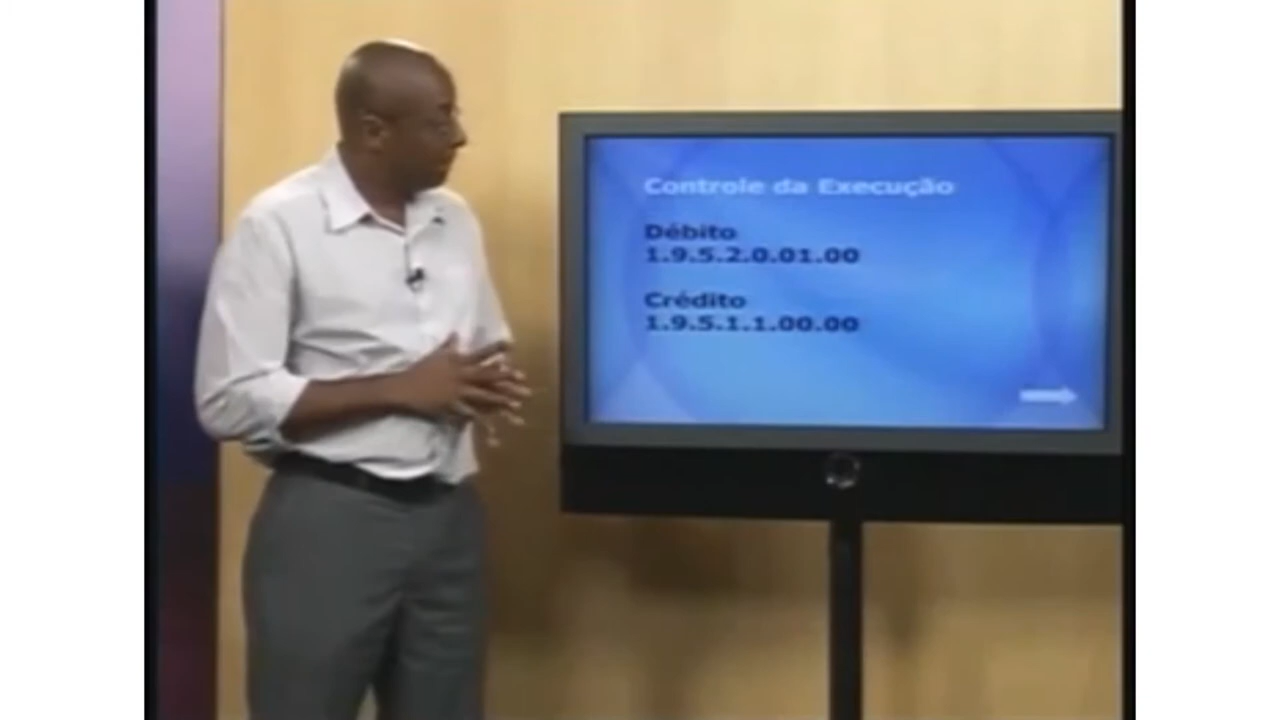 Controle da Execução
Débito
1.9.5.2.0.01.00
Crédito
1.9.5.1.1.00.00